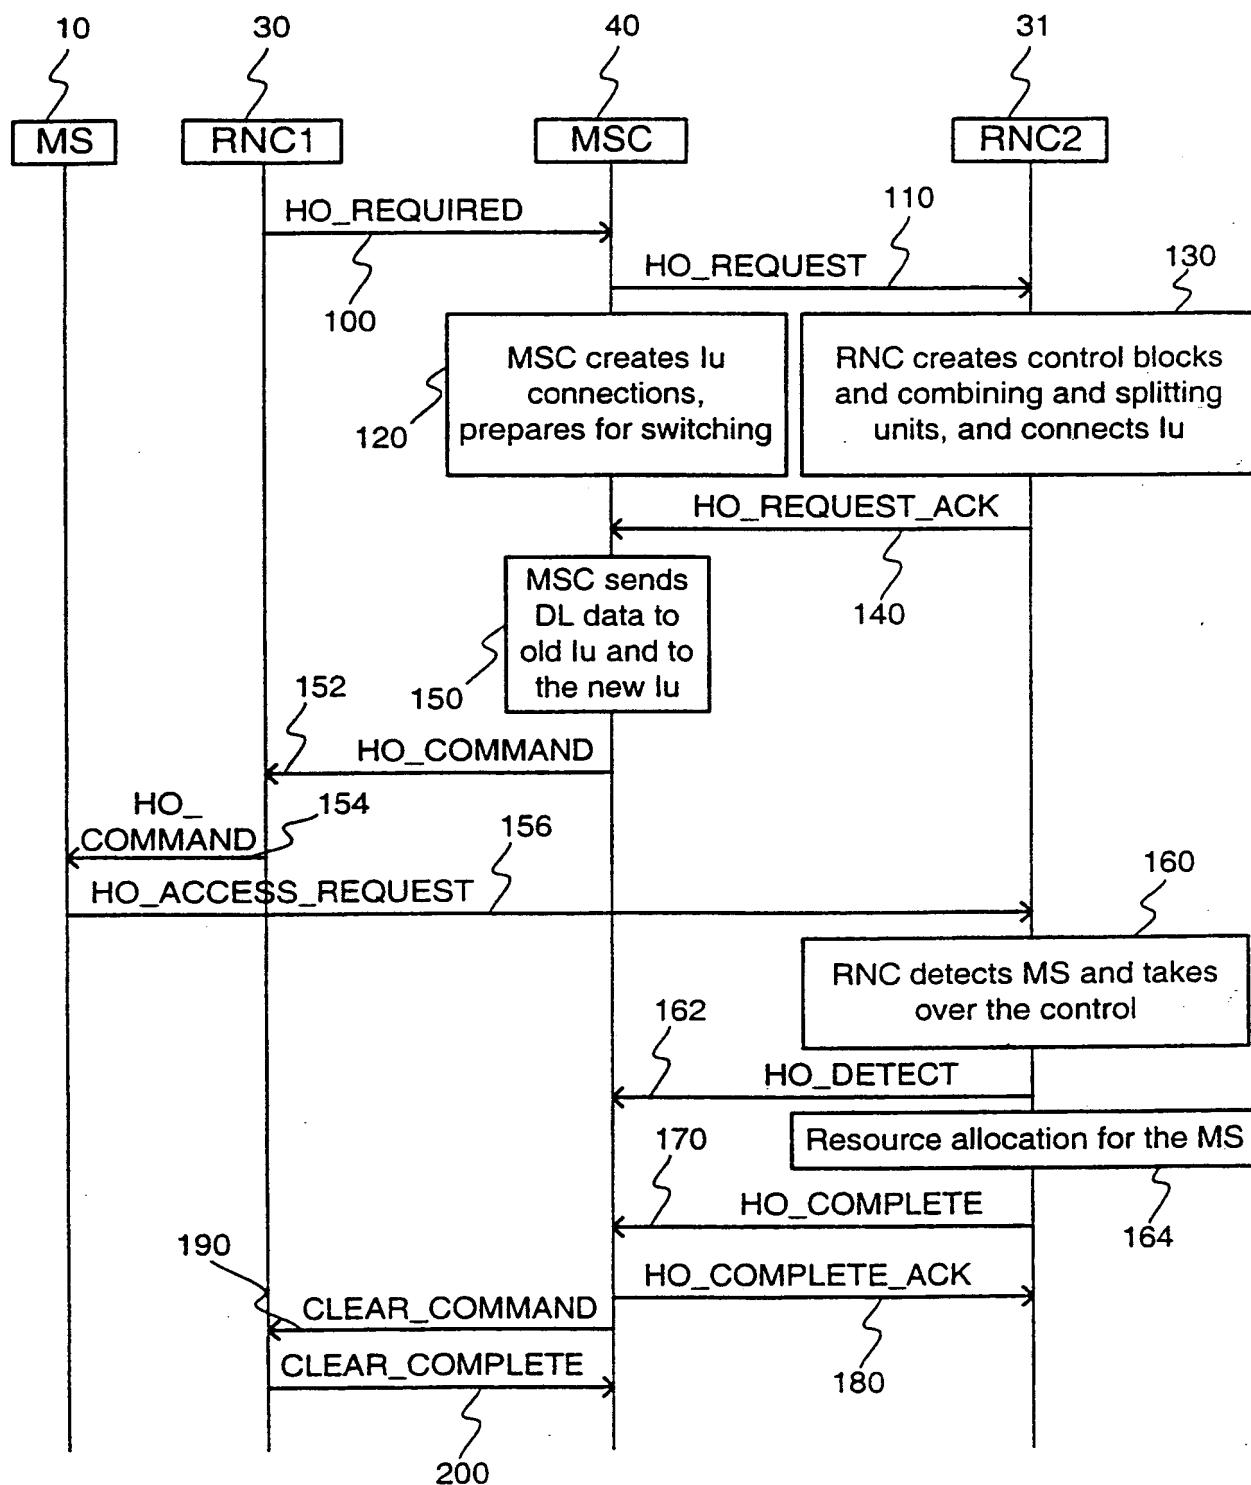 10
30
40
31
MS
RNC1
MSC
RNC2
HO_REQUIRED
100
110
HO_REQUEST
130
MSC creates Iu
connections,
prepares for switching
120
RNC creates control blocks
and combining and splitting
units, and connects Iu
HO_REQUEST_ACK
140
MSC sends
DL data to
old Iu and to
the new Iu
150
152
HO_COMMAND
HO_
COMMAND
154
156
HO_ACCESS_REQUEST
160
RNC detects MS and takes
over the control
162
HO_DETECT
Resource allocation for the MS
164
170
HO_COMPLETE
190
HO_COMPLETE_ACK
180
CLEAR_COMMAND
CLEAR_COMPLETE
200